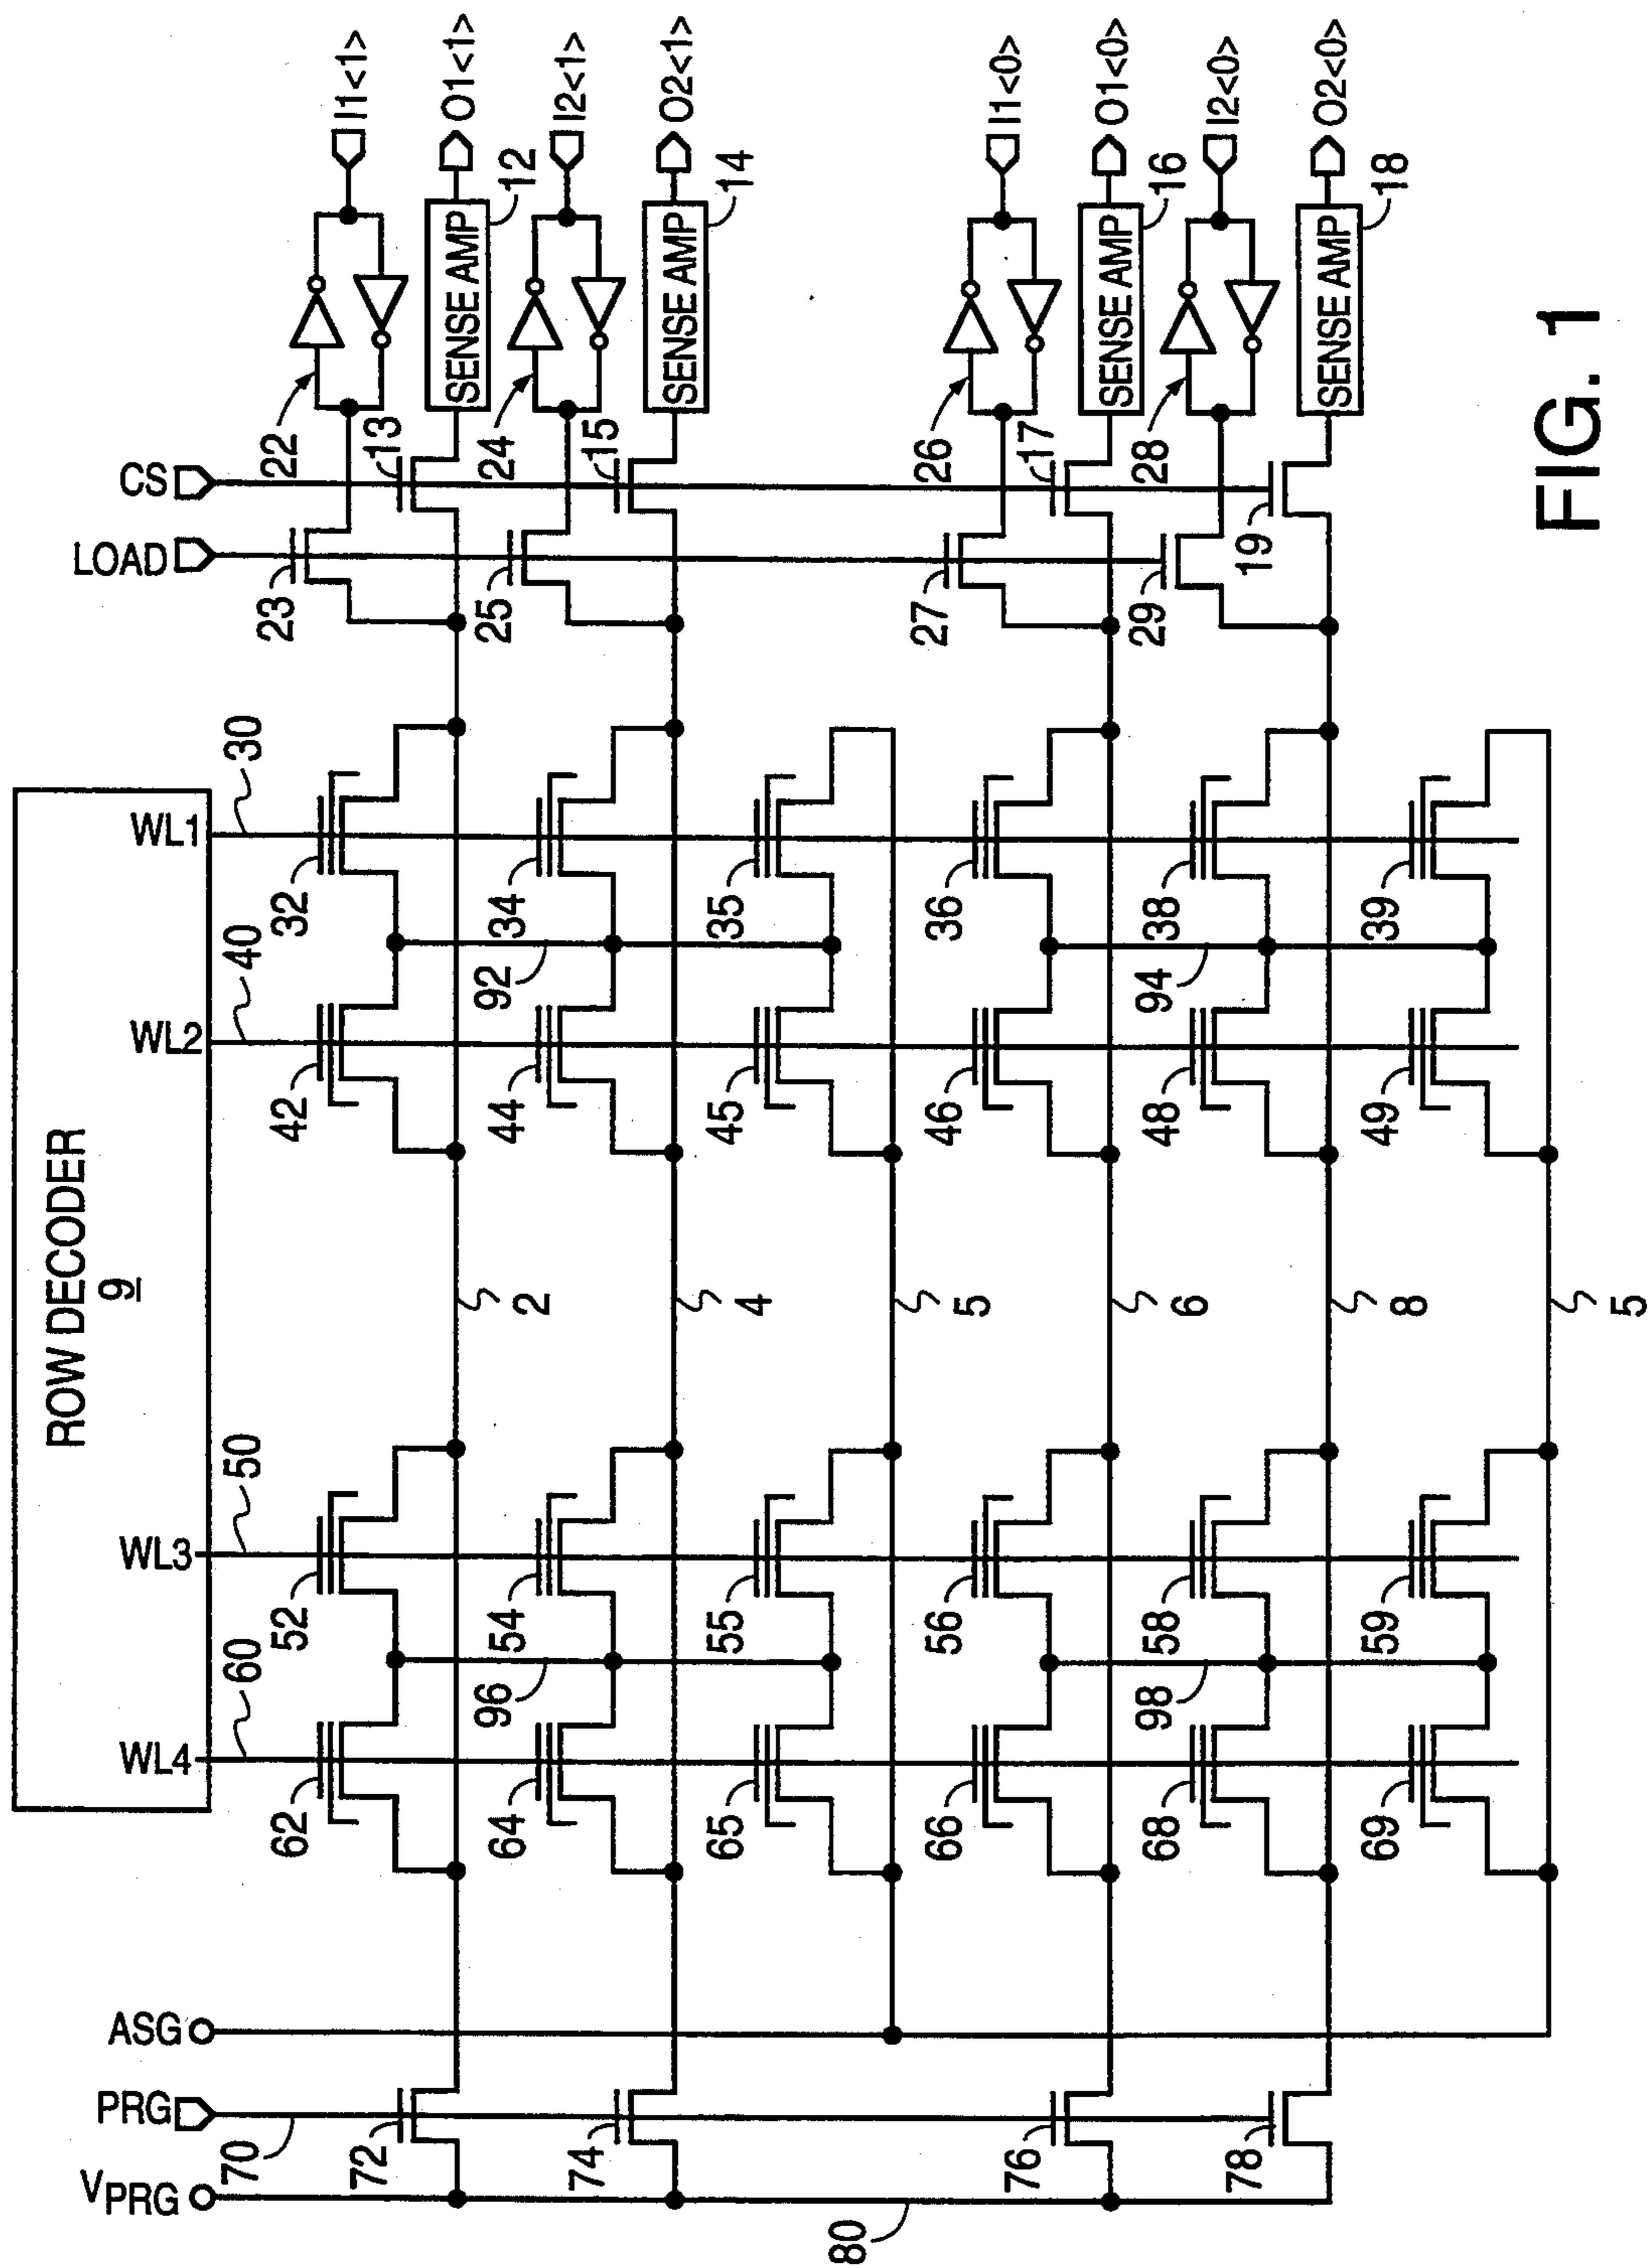 ROW DECODER
9
WL4
WL3
WL2
WL1
60
50
40
30
V PRG
PRG
ASG
LOAD
CS
70
80
72
62
52
42
32
23
22
13
I1<1>
O1<1>
SENSE AMP
12
2
74
64
96
54
44
92
34
25
24
15
I2<1>
O2<1>
SENSE AMP
14
4
65
55
45
35
5
76
66
56
46
36
27
26
17
I1<0>
O1<0>
SENSE AMP
16
6
78
68
98
58
48
94
38
29
28
19
I2<0>
O2<0>
SENSE AMP
18
8
69
59
49
39
5
FIG. 1